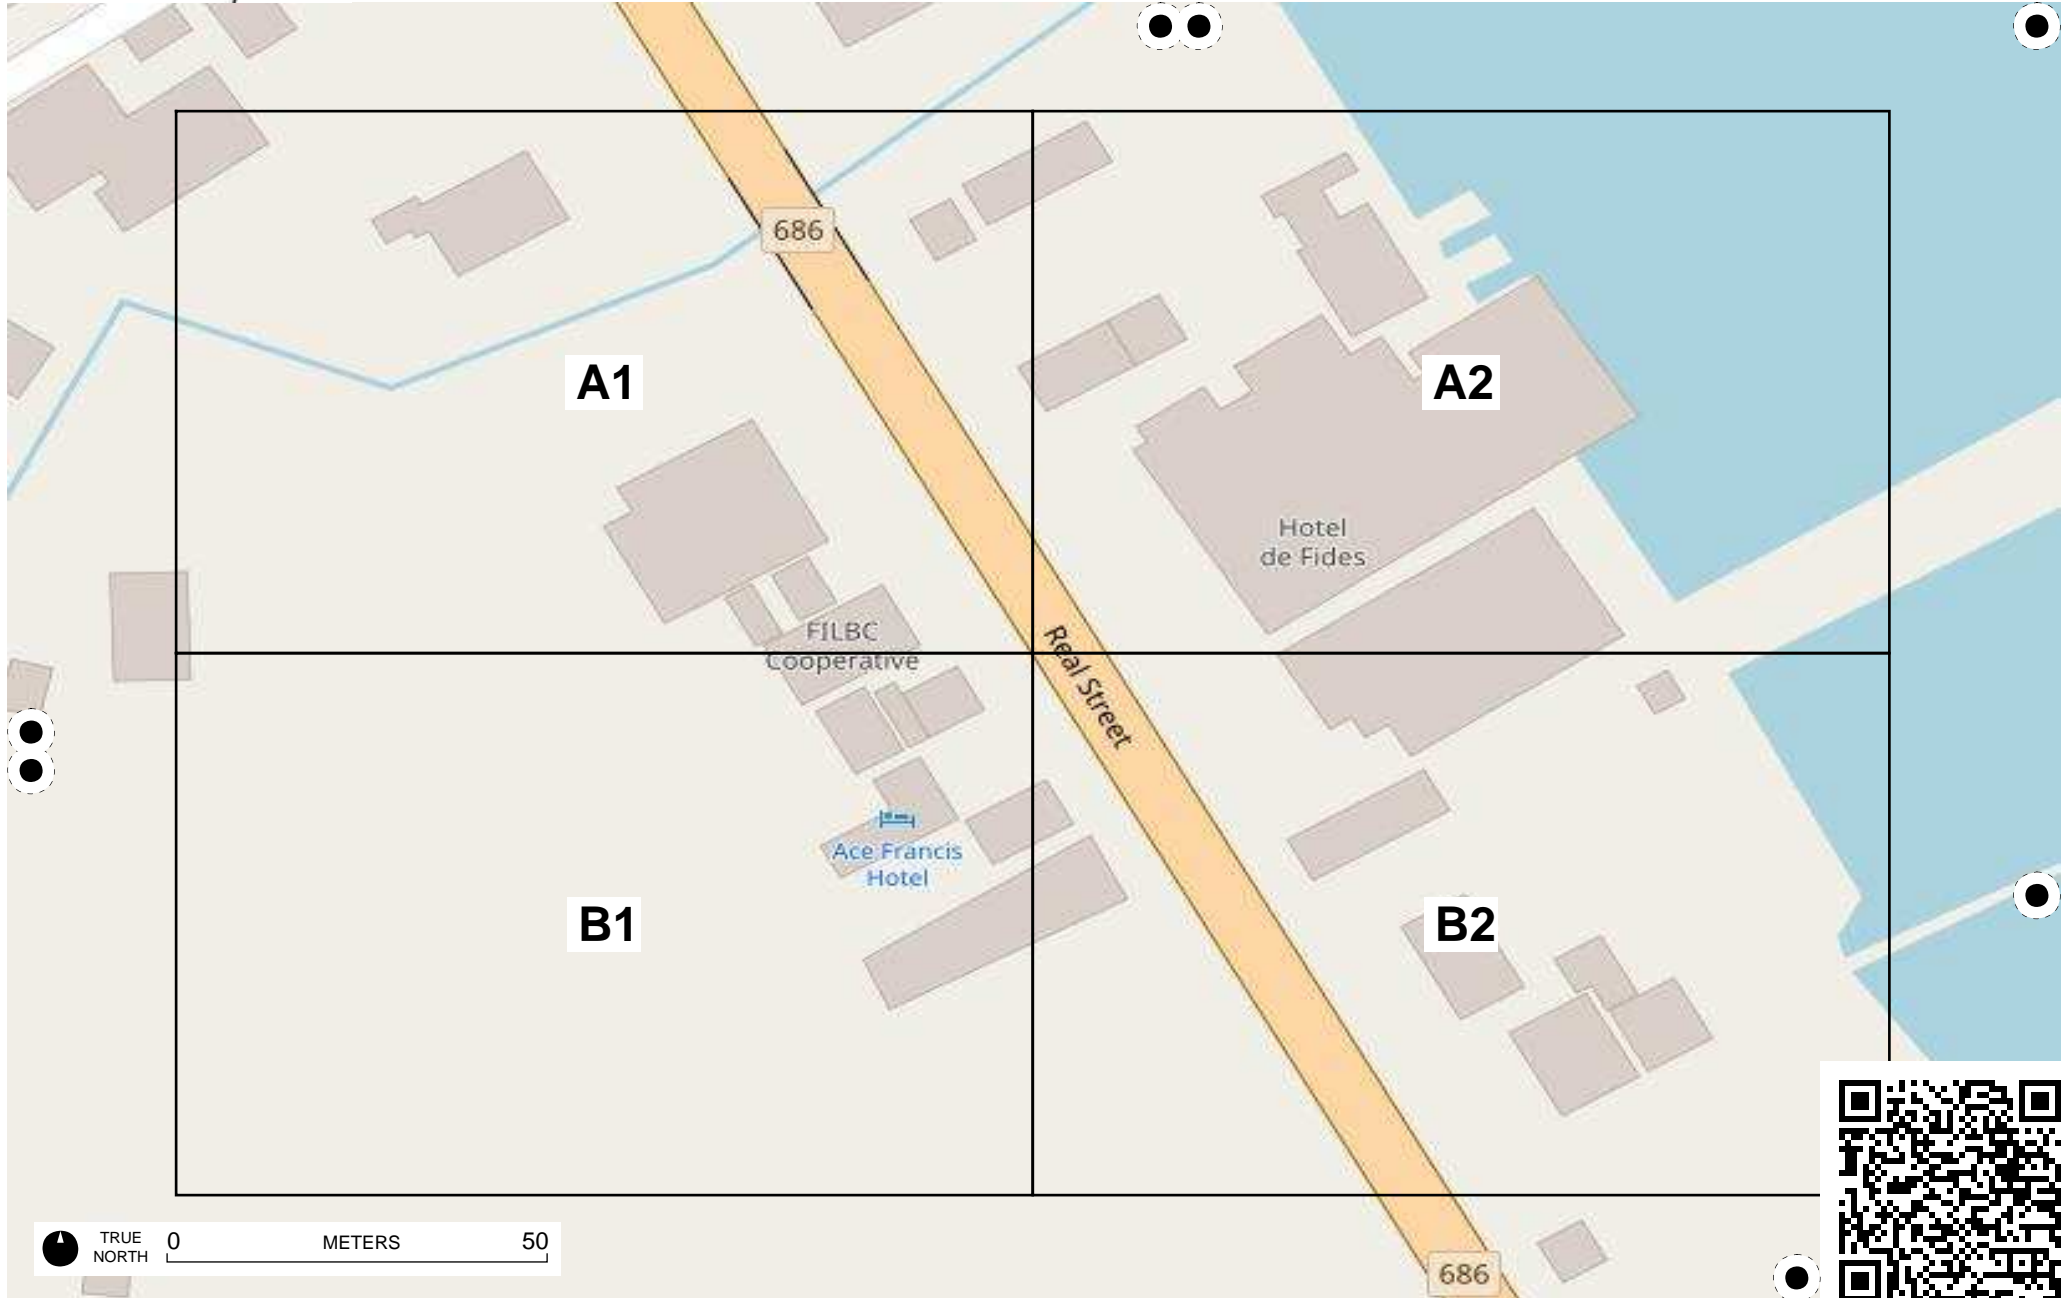 686
A1
A2
Hotel
de Fides
FILBC
Cooperative
Real Street
Ace Francis
Hotel
B1
B2
TRUE
NORTH
0
METERS
50
686